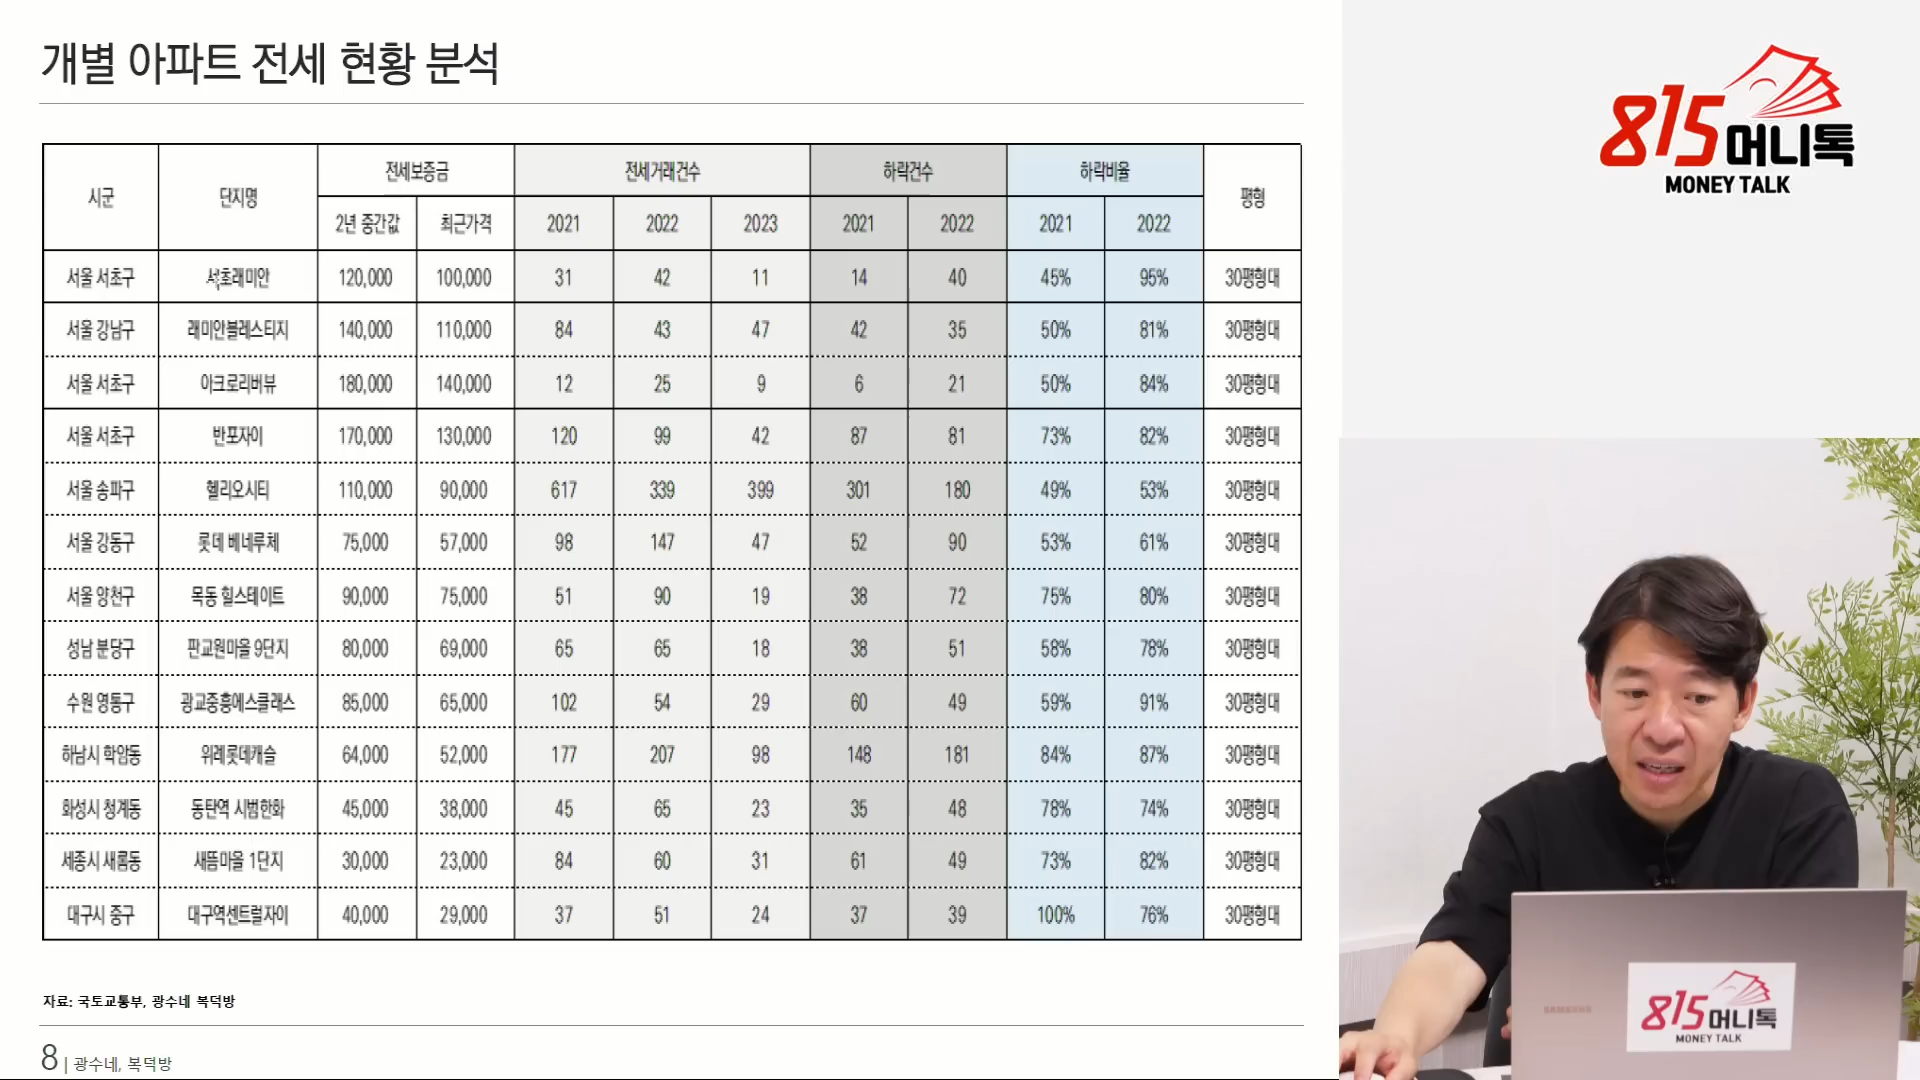 개별 아파트 전세 현황 분석
시군 단지명 전세보증금 전세거래건수 하락건수 하락비율 평형
2년 중간값 최근가격 2021 2022 2023 2021 2022 2021 2022
서울 서초구 서초래미안 120,000 100,000 31 42 11 14 40 45% 95% 30평형대
서울 강남구 래미안블레스티지 140,000 110,000 84 43 47 42 35 50% 81% 30평형대
서울 서초구 아크로리버뷰 180,000 140,000 12 25 9 6 21 50% 84% 30평형대
서울 서초구 반포자이 170,000 130,000 120 99 42 87 81 73% 82% 30평형대
서울 송파구 헬리오시티 110,000 90,000 617 339 399 301 180 49% 53% 30평형대
서울 강동구 롯데 베네루체 75,000 57,000 98 147 47 52 90 53% 61% 30평형대
서울 양천구 목동 힐스테이트 90,000 75,000 51 90 19 38 72 75% 80% 30평형대
성남 분당구 판교원마을 9단지 80,000 69,000 65 65 18 38 51 58% 78% 30평형대
수원 영통구 광교중흥에스클래스 85,000 65,000 102 54 29 60 49 59% 91% 30평형대
하남시 학암동 위례롯데캐슬 64,000 52,000 177 207 98 148 181 84% 87% 30평형대
화성시 청계동 동탄역 시범한화 45,000 38,000 45 65 23 35 48 78% 74% 30평형대
세종시 새롬동 새뜸마을 1단지 30,000 23,000 84 60 31 61 49 73% 82% 30평형대
대구시 중구 대구역센트럴자이 40,000 29,000 37 51 24 37 39 100% 76% 30평형대
자료: 국토교통부, 광수네 복덕방
8 | 광수네, 복덕방
815머니톡
MONEY TALK
SAMSUNG
815머니톡
MONEY TALK